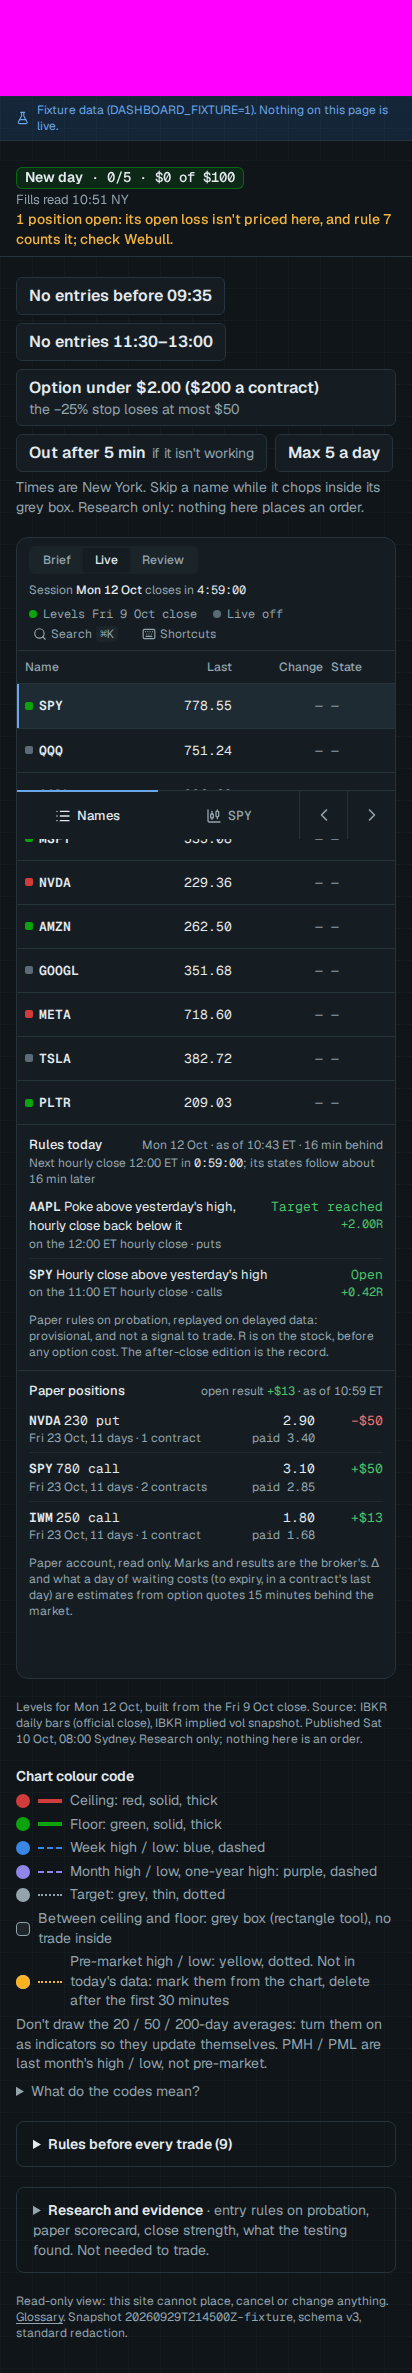 Fixture data (DASHBOARD_FIXTURE=1). Nothing on this page is
live.
New day · 0/5 · $0 of $100
Fills read 10:51 NY
1 position open: its open loss isn't priced here, and rule 7
counts it; check Webull.
No entries before 09:35
No entries 11:30–13:00
Option under $2.00 ($200 a contract)
the −25% stop loses at most $50
Out after 5 min if it isn't working
Max 5 a day
Times are New York. Skip a name while it chops inside its
grey box. Research only: nothing here places an order.
Brief Live Review
Session Mon 12 Oct closes in 4:59:00
Levels Fri 9 Oct close Live off
Search ⌘K Shortcuts
Name Last Change State
SPY 778.55 — —
QQQ 751.24 — —
Names SPY
MSFT
NVDA 229.36 — —
AMZN 262.50 — —
GOOGL 351.68 — —
META 718.60 — —
TSLA 382.72 — —
PLTR 209.03 — —
Rules today Mon 12 Oct · as of 10:43 ET · 16 min behind
Next hourly close 12:00 ET in 0:59:00; its states follow about
16 min later
AAPL Poke above yesterday's high, Target reached
hourly close back below it +2.00R
on the 12:00 ET hourly close · puts
SPY Hourly close above yesterday's high Open
on the 11:00 ET hourly close · calls +0.42R
Paper rules on probation, replayed on delayed data:
provisional, and not a signal to trade. R is on the stock, before
any option cost. The after-close edition is the record.
Paper positions open result +$13 · as of 10:59 ET
NVDA 230 put 2.90 −$50
Fri 23 Oct, 11 days · 1 contract paid 3.40
SPY 780 call 3.10 +$50
Fri 23 Oct, 11 days · 2 contracts paid 2.85
IWM 250 call 1.80 +$13
Fri 23 Oct, 11 days · 1 contract paid 1.68
Paper account, read only. Marks and results are the broker's. Δ
and what a day of waiting costs (to expiry, in a contract's last
day) are estimates from option quotes 15 minutes behind the
market.
Levels for Mon 12 Oct, built from the Fri 9 Oct close. Source: IBKR
daily bars (official close), IBKR implied vol snapshot. Published Sat
10 Oct, 08:00 Sydney. Research only; nothing here is an order.
Chart colour code
Ceiling: red, solid, thick
Floor: green, solid, thick
Week high / low: blue, dashed
Month high / low, one-year high: purple, dashed
Target: grey, thin, dotted
Between ceiling and floor: grey box (rectangle tool), no
trade inside
Pre-market high / low: yellow, dotted. Not in
today's data: mark them from the chart, delete
after the first 30 minutes
Don't draw the 20 / 50 / 200-day averages: turn them on
as indicators so they update themselves. PMH / PML are
last month's high / low, not pre-market.
What do the codes mean?
Rules before every trade (9)
Research and evidence · entry rules on probation,
paper scorecard, close strength, what the testing
found. Not needed to trade.
Read-only view: this site cannot place, cancel or change anything.
Glossary. Snapshot 20260929T214500Z-fixture, schema v3,
standard redaction.